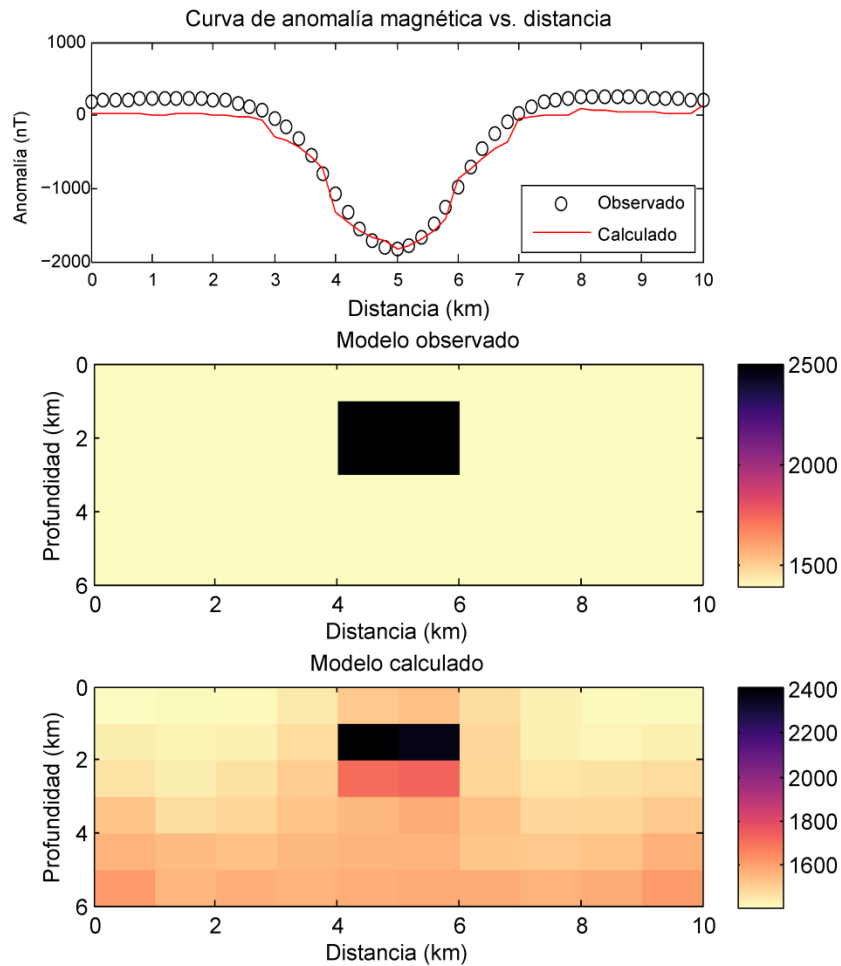 Curva de anomalía magnética vs. distancia
1000
0
−1000
−2000
Anomalía (nT)
Observado
Calculado
0 1 2 3 4 5 6 7 8 9 10
Distancia (km)
Modelo observado
0
2
4
6
Profundidad (km)
0 2 4 6 8 10
Distancia (km)
2500
2000
1500
Modelo calculado
0
2
4
6
Profundidad (km)
0 2 4 6 8 10
Distancia (km)
2400
2200
2000
1800
1600